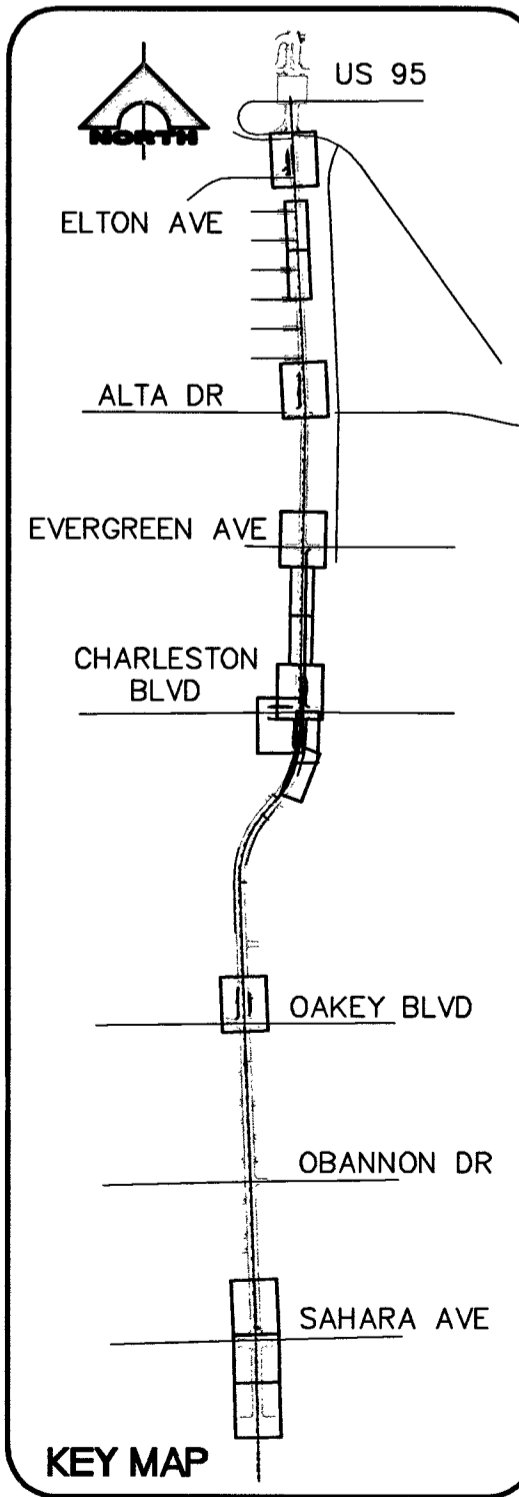 US 95
NORTH
ELTON AVE
ALTA DR
EVERGREEN AVE
CHARLESTON
BLVD
OAKEY BLVD
OBANNON DR
SAHARA AVE
KEY MAP